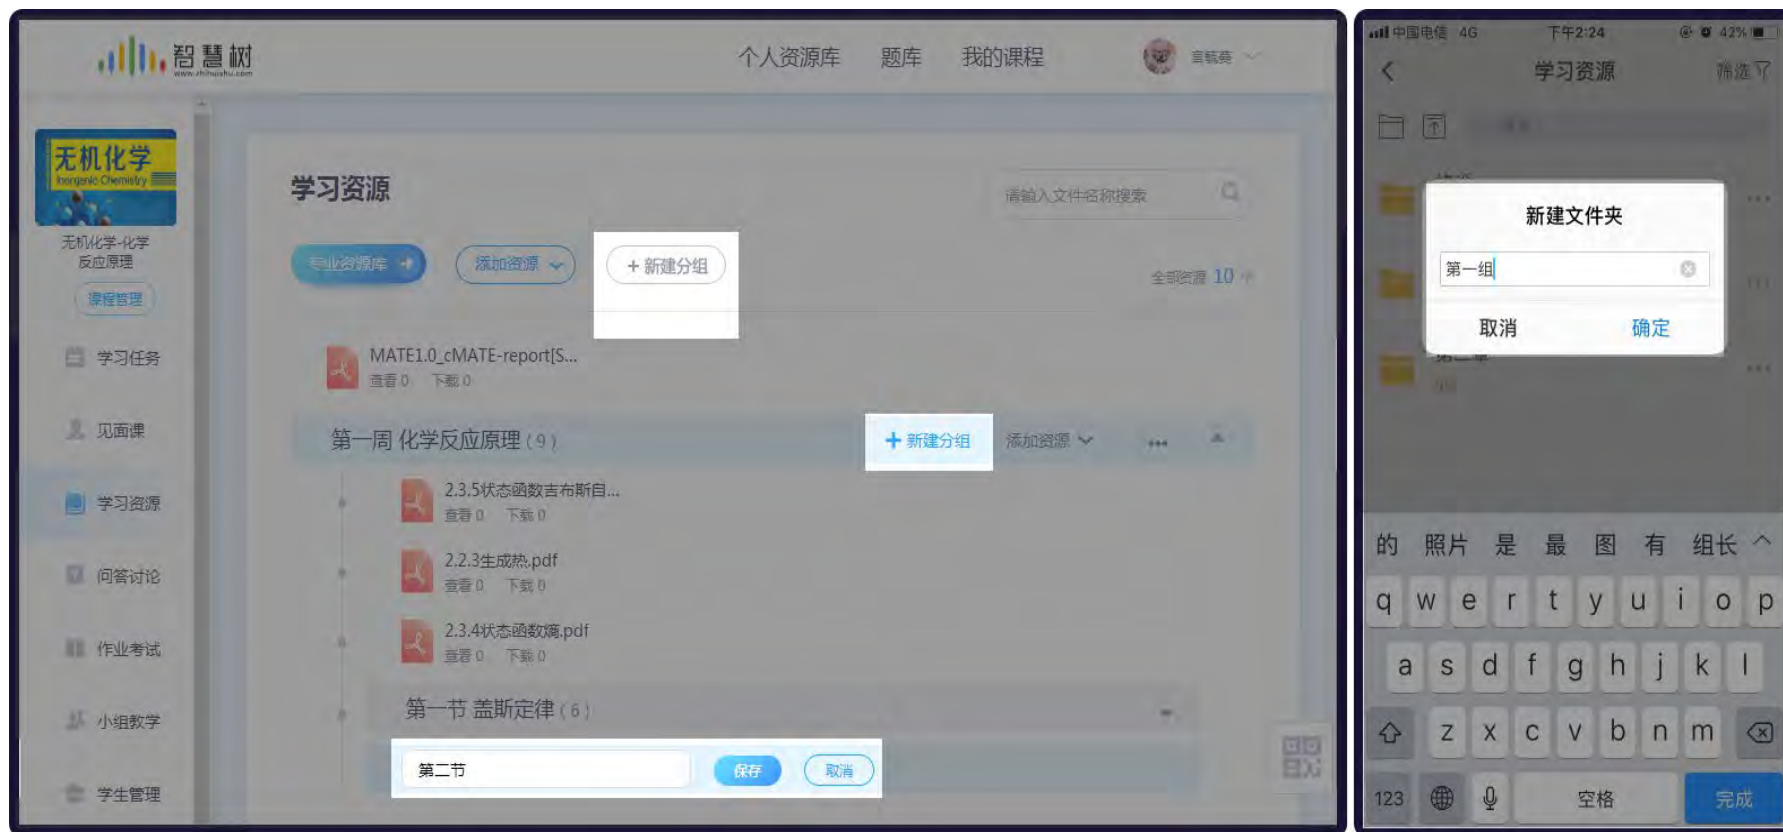 智慧树
www.zhihuishu.com
个人资源库 题库 我的课程
无机化学
Inorganic Chemistry
无机化学-化学
反应原理
课程管理
学习任务
见面课
学习资源
问答讨论
作业考试
小组教学
学生管理
学习资源
请输入文件名称搜索
专业资源库 添加资源 + 新建分组
全部资源 10 个
MATE1.0_cMATE-report[S...
查看 0 下载 0
第一周 化学反应原理 ( 9 )
+ 新建分组 添加资源 ...
2.3.5状态函数吉布斯自...
查看 0 下载 0
2.2.3生成热.pdf
查看 0 下载 0
2.3.4状态函数熵.pdf
查看 0 下载 0
第一节 盖斯定律 ( 6 )
第二节 保存 取消
中国电信 4G 下午2:24 42%
学习资源 筛选
新建文件夹
第一组
取消 确定
的 照片 是 最 图 有 组长
q w e r t y u i o p
a s d f g h j k l
z x c v b n m
123 空格 完成